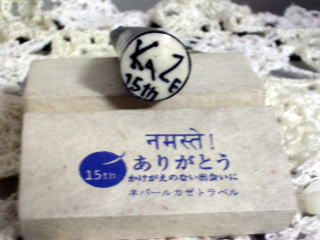 KAZE
15th
नमस्ते!
ありがとう
15th
かけがえのない出会いに
ネパールカゼトラベル